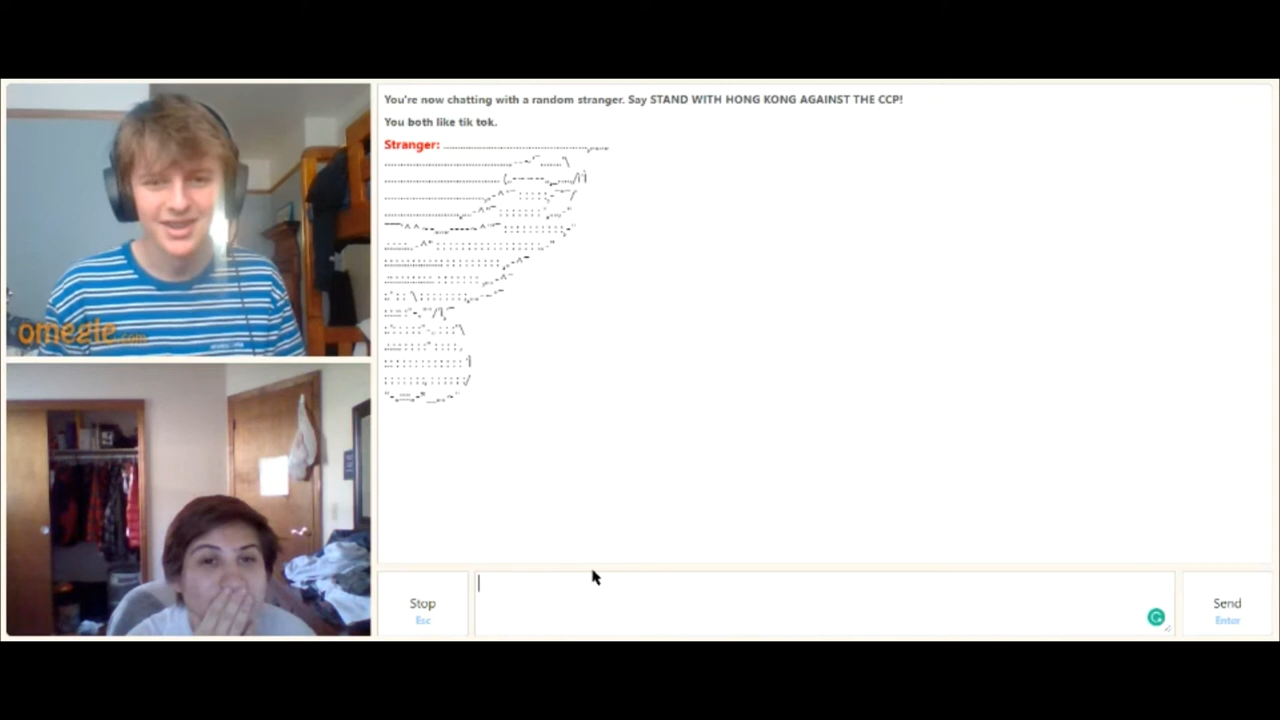 You're now chatting with a random stranger. Say STAND WITH HONG KONG AGAINST THE CCP!
You both like tik tok.
Stranger:
omegle.com
Stop
Esc
Send
Enter